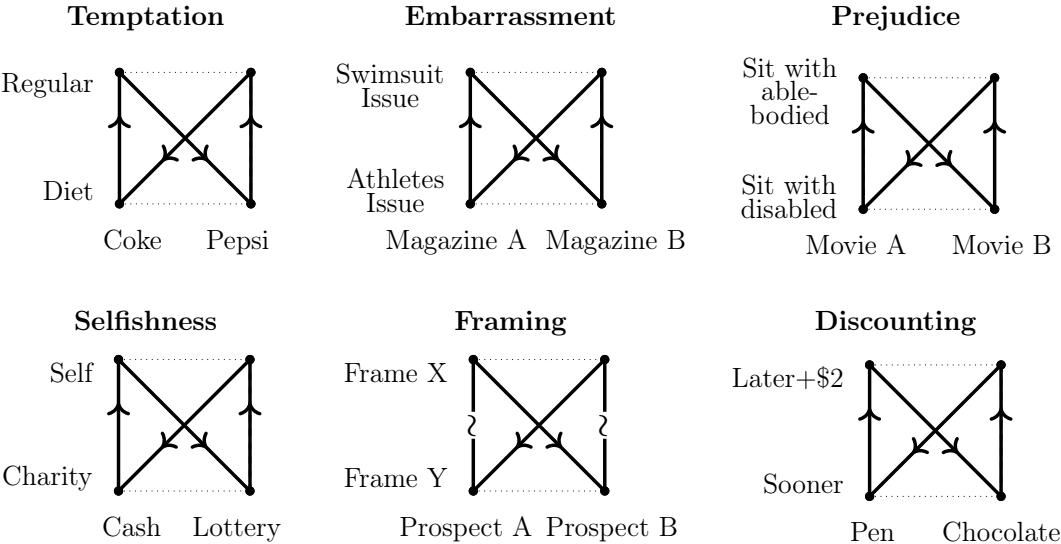 Temptation
Regular
Diet
Coke
Pepsi
Embarrassment
Swimsuit
Issue
Athletes
Issue
Magazine A
Magazine B
Prejudice
Sit with
able-
bodied
Sit with
disabled
Movie A
Movie B
Selfishness
Self
Charity
Cash
Lottery
Framing
Frame X
∼
∼
Frame Y
Prospect A
Prospect B
Discounting
Later+$2
Sooner
Pen
Chocolate